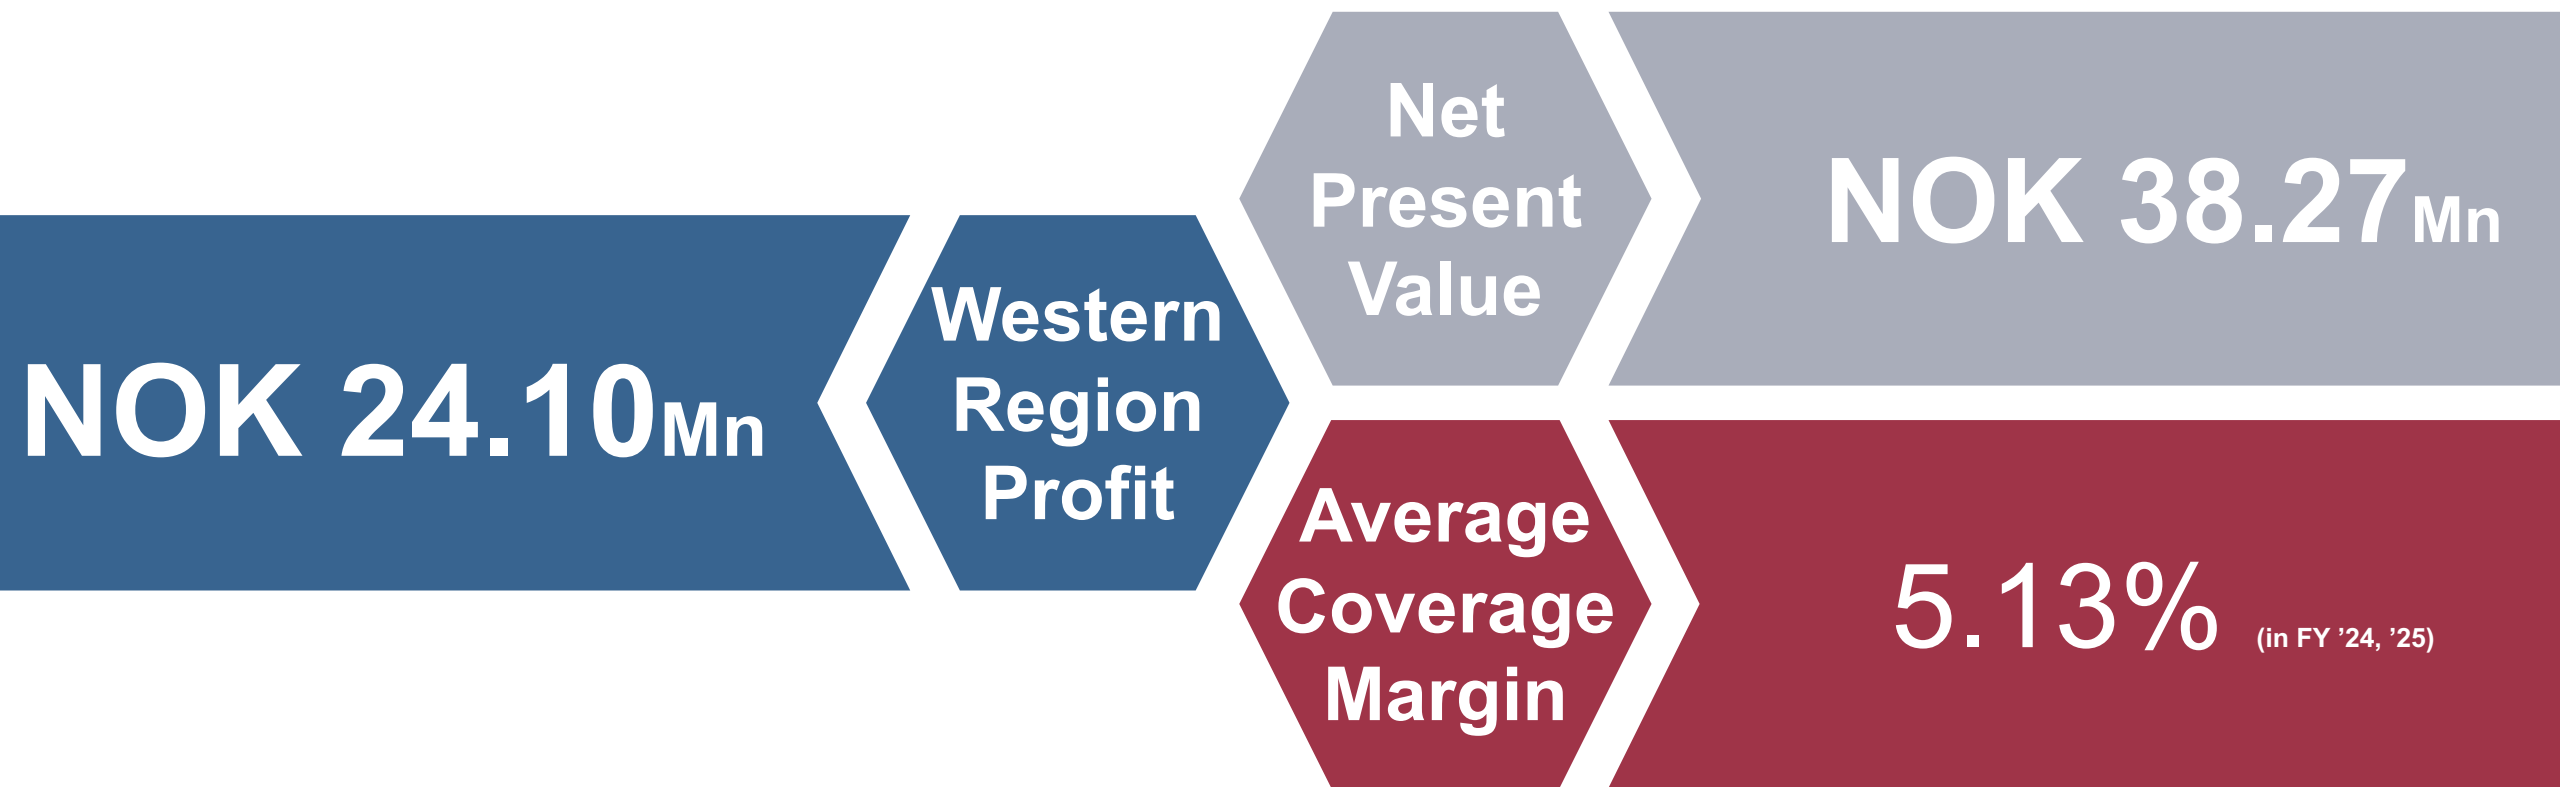 NOK 24.10Mn
Western
Region
Profit
Net
Present
Value
NOK 38.27Mn
Average
Coverage
Margin
5.13% (in FY ’24, ’25)